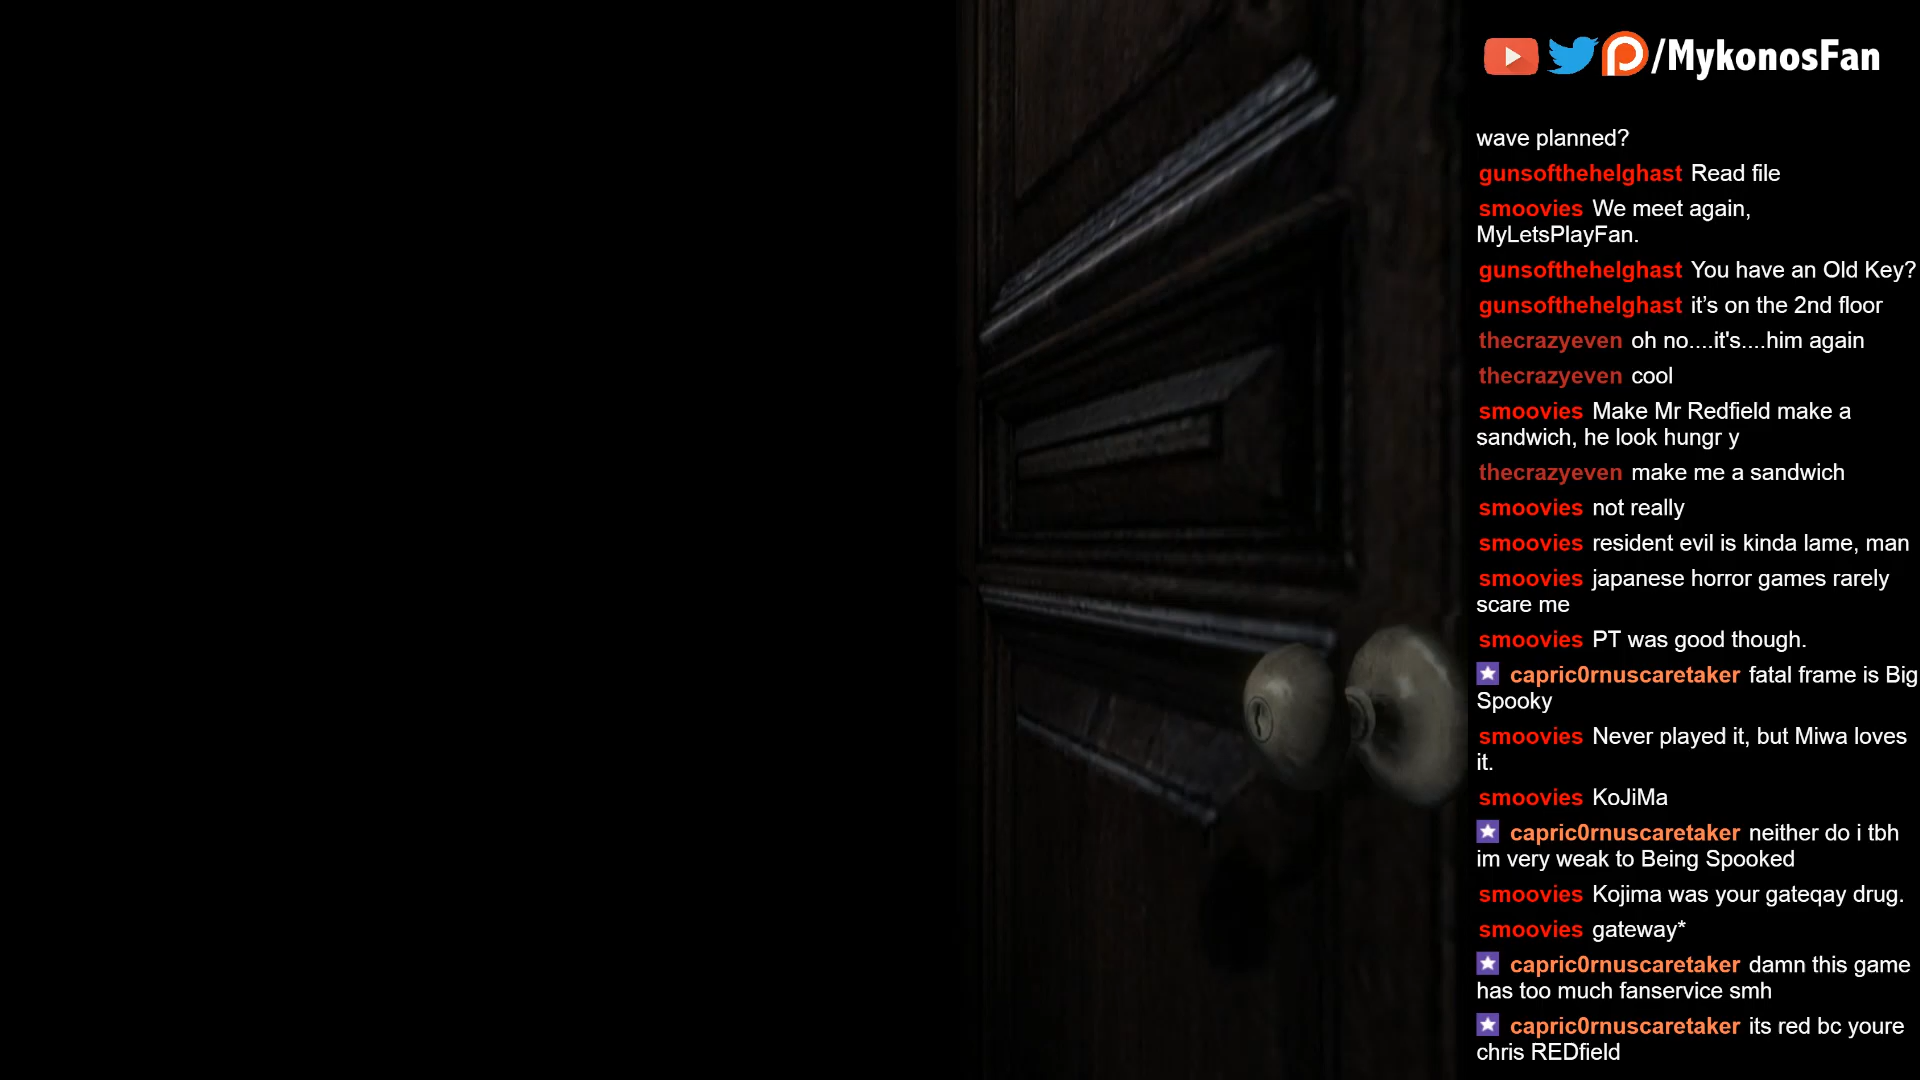 /MykonosFan
wave planned?
gunsofthehelghast Read file
smoovies We meet again,
MyLetsPlayFan.
gunsofthehelghast You have an Old Key?
gunsofthehelghast it's on the 2nd floor
thecrazyeven oh no....it's....him again
thecrazyeven cool
smoovies Make Mr Redfield make a
sandwich, he look hungr y
thecrazyeven make me a sandwich
smoovies not really
smoovies resident evil is kinda lame, man
smoovies japanese horror games rarely
scare me
smoovies PT was good though.
capric0rnuscaretaker fatal frame is Big
Spooky
smoovies Never played it, but Miwa loves
it.
smoovies KoJiMa
capric0rnuscaretaker neither do i tbh
im very weak to Being Spooked
smoovies Kojima was your gateqay drug.
smoovies gateway*
capric0rnuscaretaker damn this game
has too much fanservice smh
capric0rnuscaretaker its red bc youre
chris REDfield